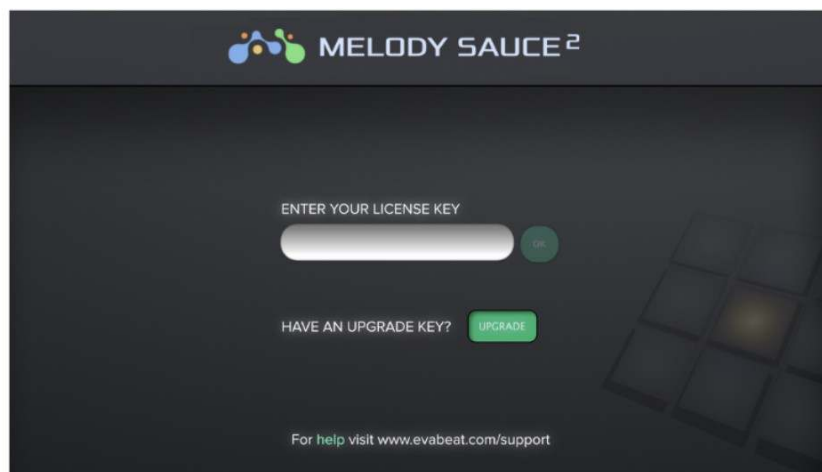 MELODY SAUCE²
ENTER YOUR LICENSE KEY
OK
HAVE AN UPGRADE KEY? UPGRADE
For help visit www.evabeat.com/support